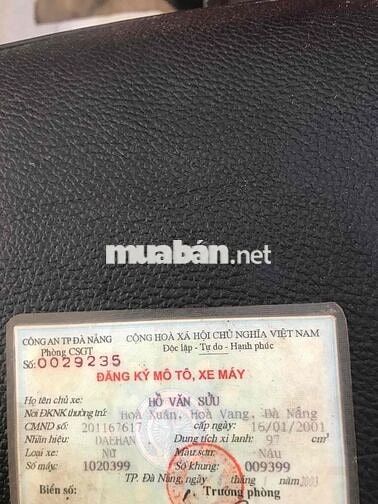 muabán.net
CÔNG AN TP ĐÀ NẴNG CỘNG HOÀ XÃ HỘI CHỦ NGHĨA VIỆT NAM
Phòng CSGT Độc lập - Tự do - Hạnh phúc
Số: 0029235
ĐĂNG KÝ MÔ TÔ, XE MÁY
Họ tên chủ xe: HỒ VĂN SỬU
Nơi ĐKNK thường trú: Hoà Xuân, Hoà Vang, Đà Nẵng
CMND số: 201167617 cấp ngày: 16/01/2001
Nhãn hiệu: DAEHAN Dung tích xi lanh: 97 cm³
Loại xe: Nữ Màu sơn: Nâu
Số máy: 1020399 Số khung: 009399
TP. Đà Nẵng, ngày tháng năm 2003
Biển số: Trưởng phòng